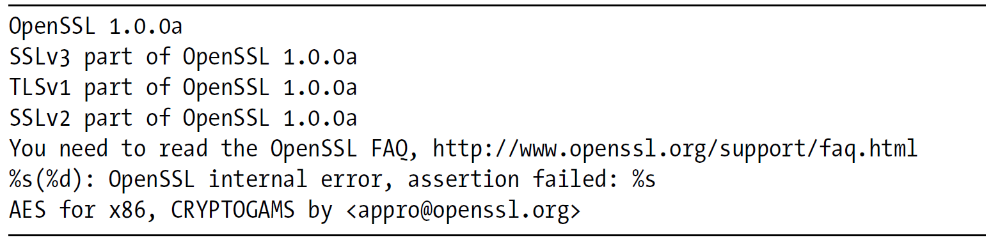 OpenSSL 1.0.0a
SSLv3 part of OpenSSL 1.0.0a
TLSv1 part of OpenSSL 1.0.0a
SSLv2 part of OpenSSL 1.0.0a
You need to read the OpenSSL FAQ, http://www.openssl.org/support/faq.html
%s(%d): OpenSSL internal error, assertion failed: %s
AES for x86, CRYPTOGAMS by <appro@openssl.org>